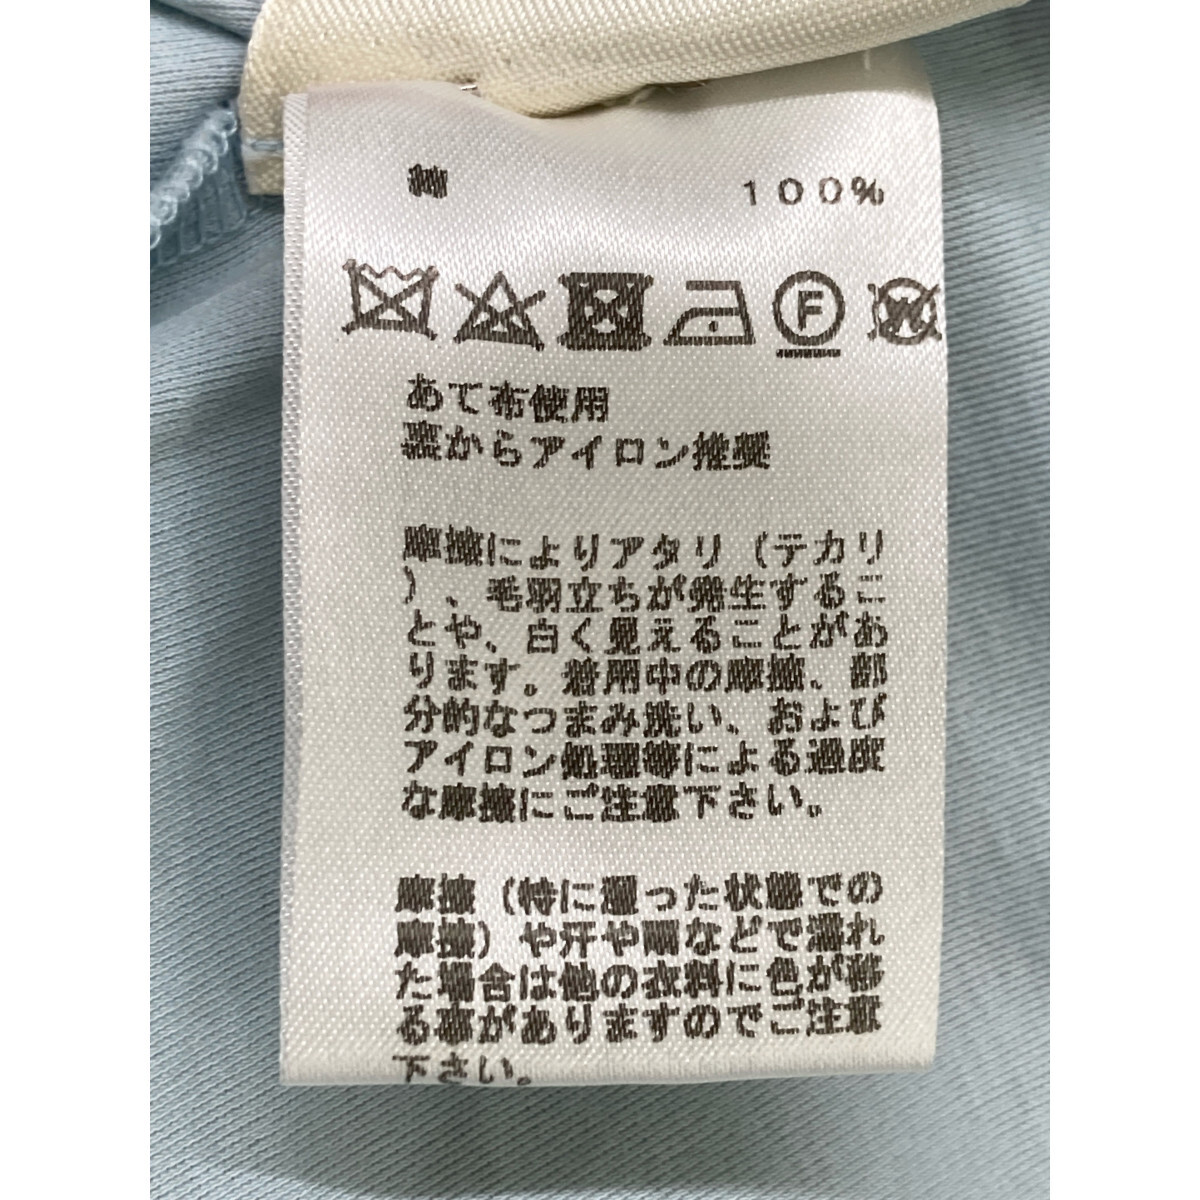 綿 100%
F W
あて布使用
裏からアイロン推奨
摩擦によりアタリ（テカリ
）、毛羽立ちが発生するこ
とや、白く見えることがあ
ります。着用中の摩擦、部
分的なつまみ洗い、および
アイロン処理等による過度
な摩擦にご注意下さい。
摩擦（特に湿った状態での
摩擦）や汗や雨などで濡れ
た場合は他の衣料に色が移
る事がありますのでご注意
下さい。